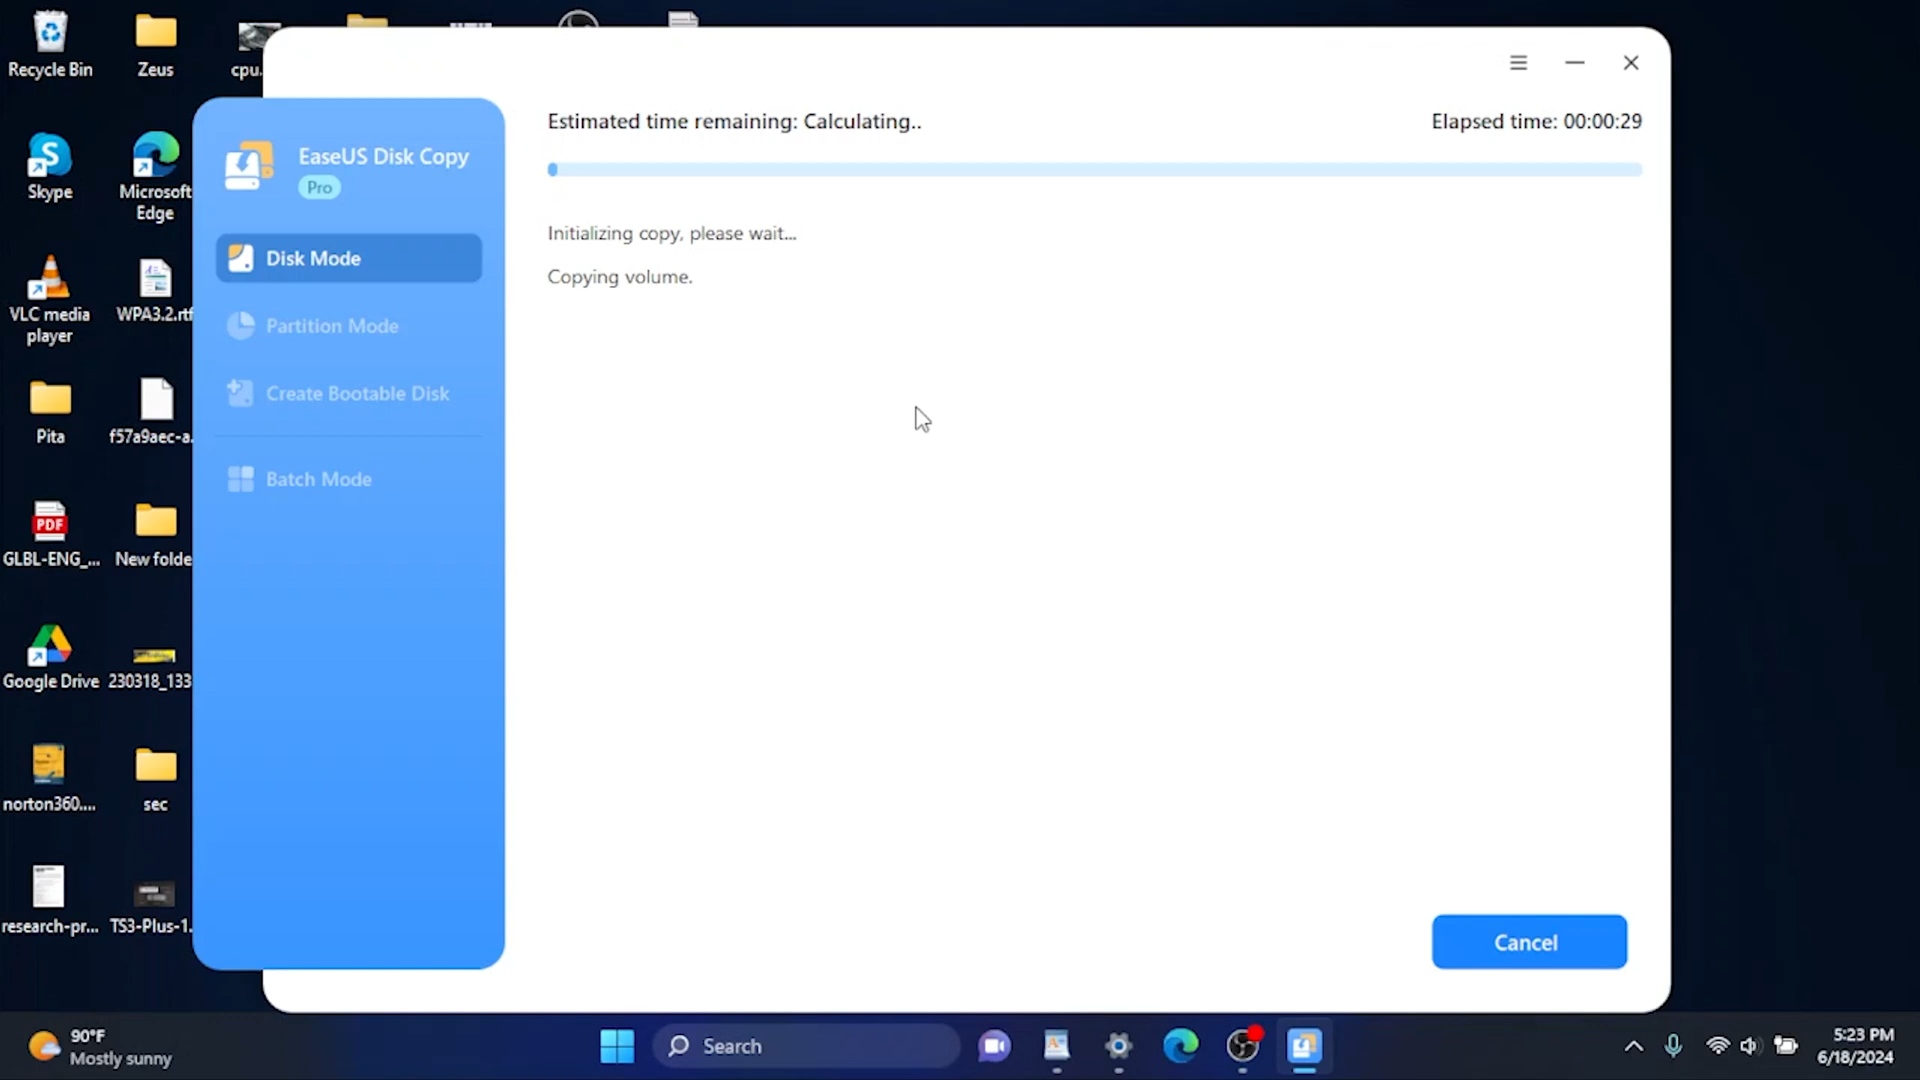 Recycle Bin
Zeus
cpu.
Skype
Microsoft
Edge
VLC media
player
WPA3.2.rtf
Pita
f57a9aec-a.
GLBL-ENG_...
New folde
Google Drive
230318_133
norton360....
sec
research-pr...
TS3-Plus-1.
PDF
EaseUS Disk Copy
Pro
Disk Mode
Partition Mode
Create Bootable Disk
Batch Mode
Estimated time remaining: Calculating..
Elapsed time: 00:00:29
Initializing copy, please wait...
Copying volume.
Cancel
90°F
Mostly sunny
Search
5:23 PM
6/18/2024